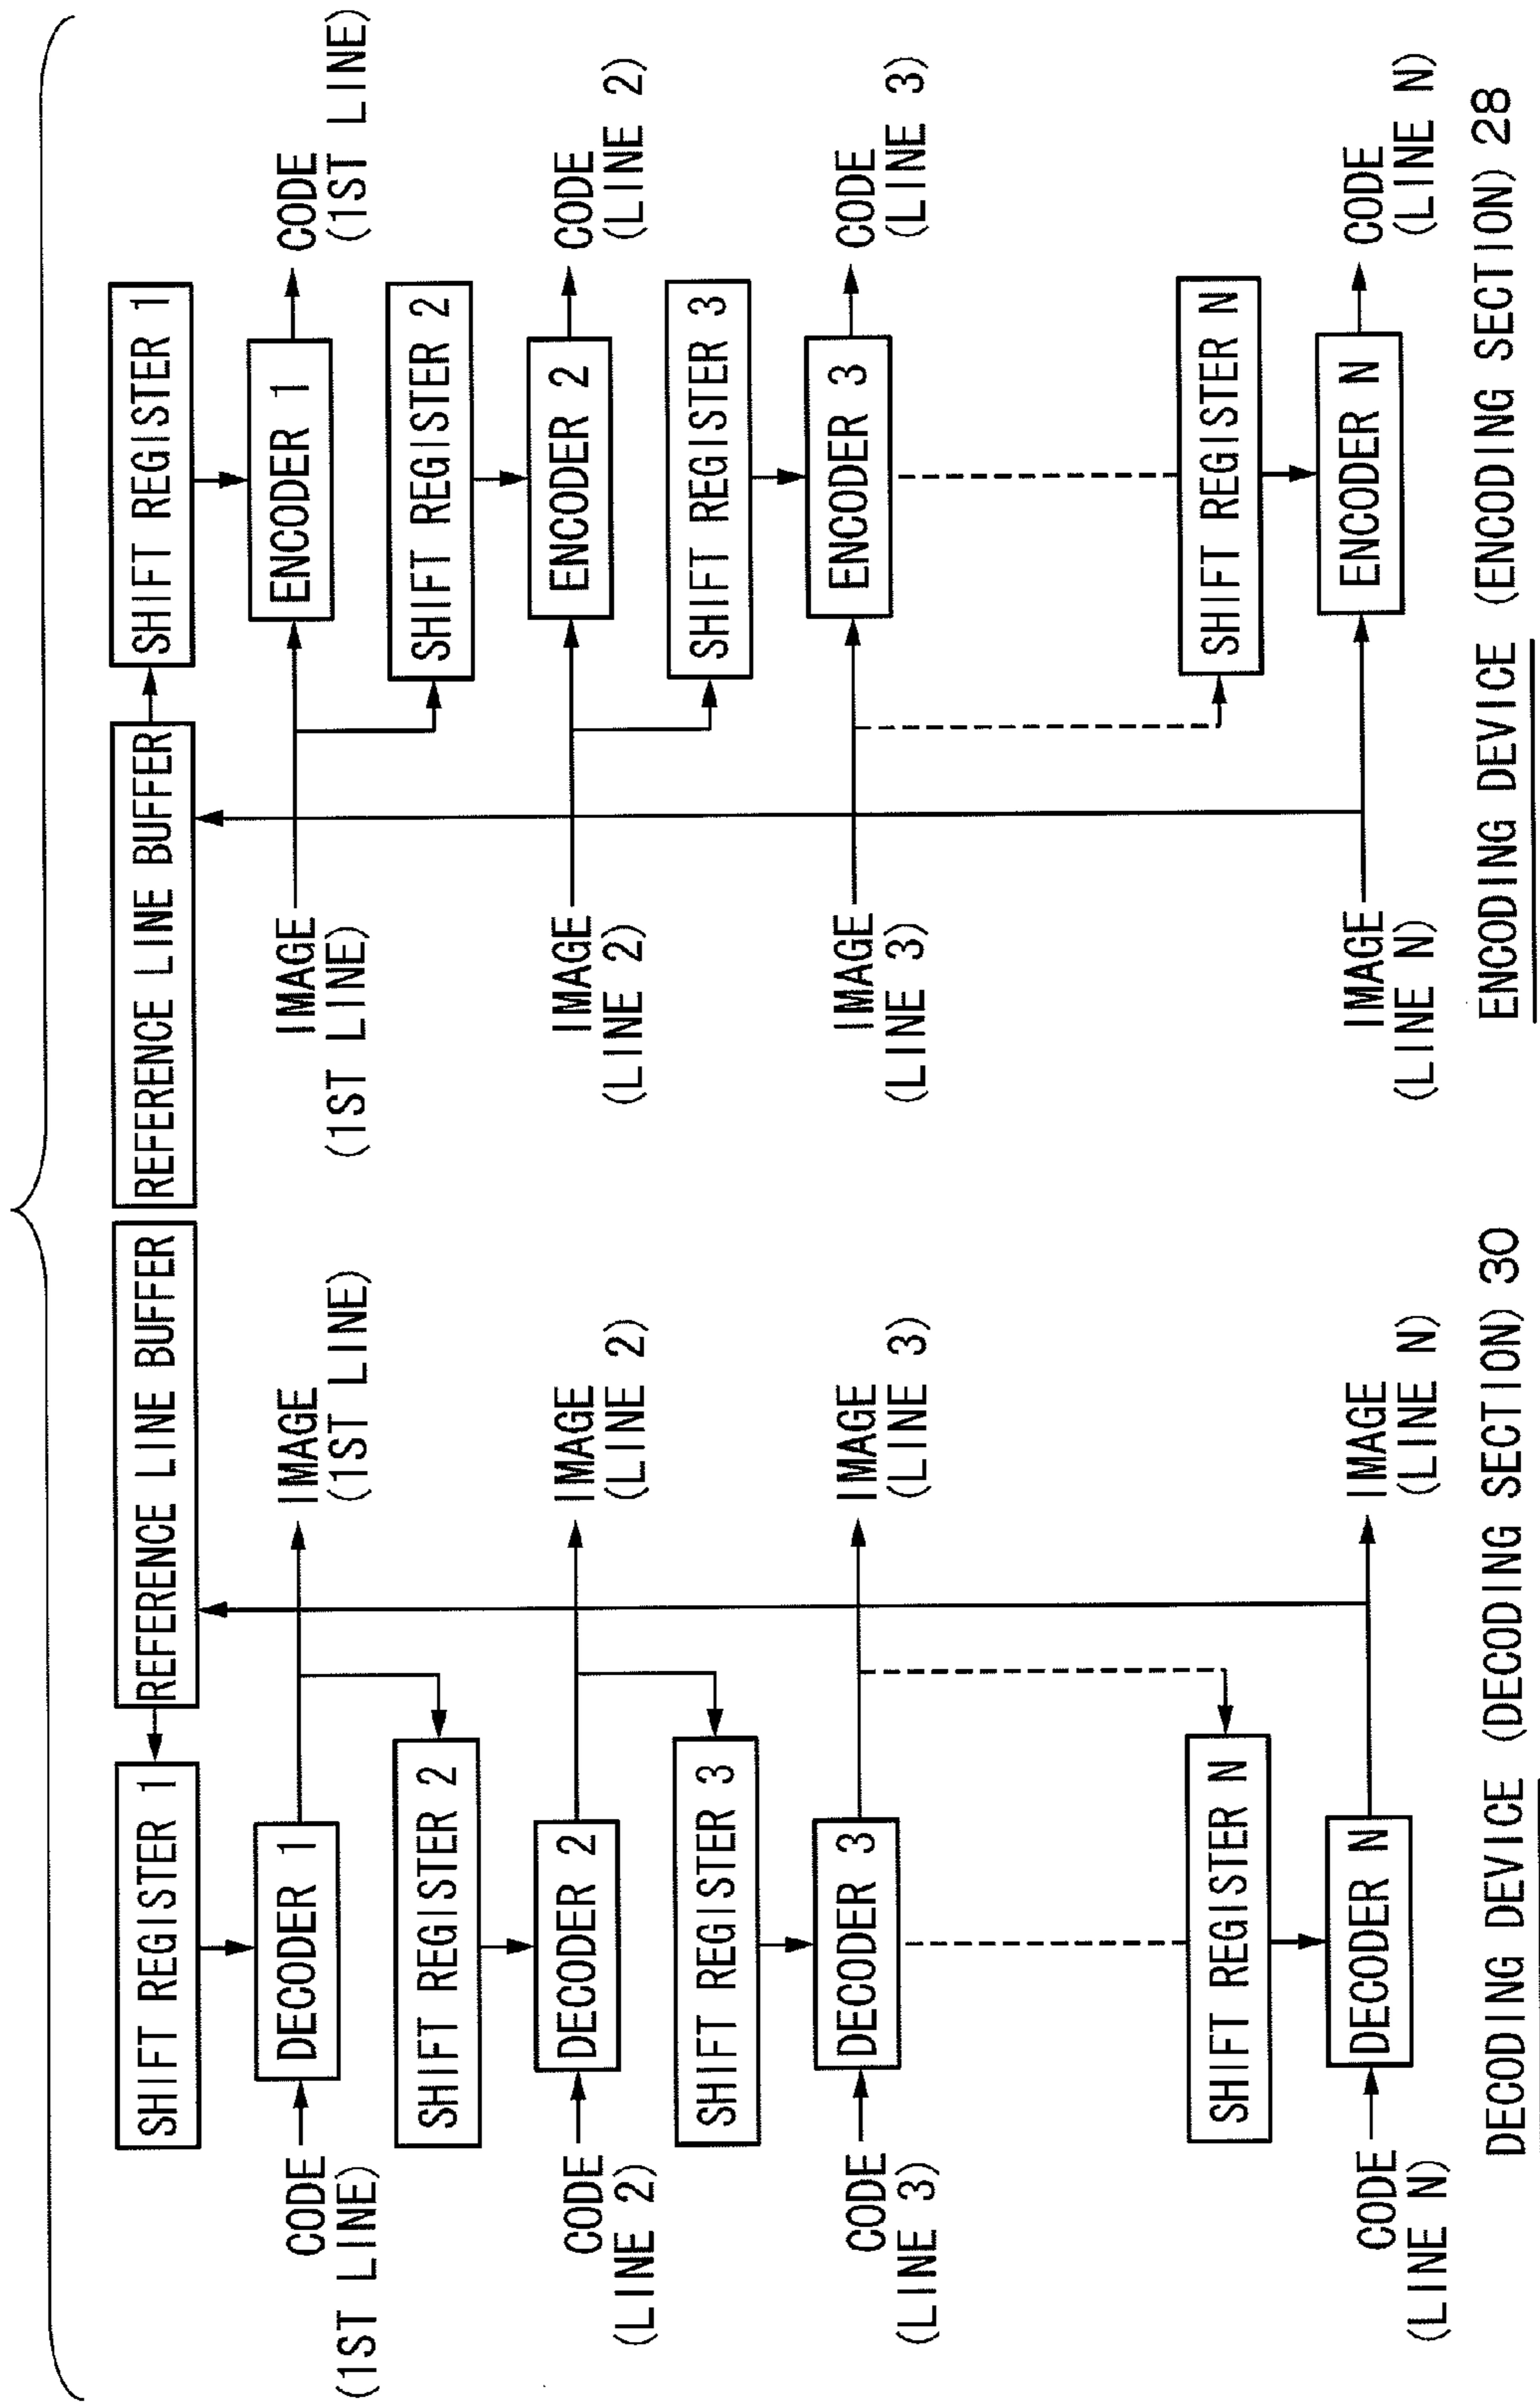 SHIFT REGISTER 1
REFERENCE LINE BUFFER
CODE
(1ST LINE)
DECODER 1
IMAGE
(1ST LINE)
SHIFT REGISTER 2
CODE
(LINE 2)
DECODER 2
IMAGE
(LINE 2)
SHIFT REGISTER 3
CODE
(LINE 3)
DECODER 3
IMAGE
(LINE 3)
SHIFT REGISTER N
CODE
(LINE N)
DECODER N
IMAGE
(LINE N)
DECODING DEVICE (DECODING SECTION) 30
REFERENCE LINE BUFFER
SHIFT REGISTER 1
IMAGE
(1ST LINE)
ENCODER 1
CODE
(1ST LINE)
SHIFT REGISTER 2
IMAGE
(LINE 2)
ENCODER 2
CODE
(LINE 2)
SHIFT REGISTER 3
IMAGE
(LINE 3)
ENCODER 3
CODE
(LINE 3)
SHIFT REGISTER N
IMAGE
(LINE N)
ENCODER N
CODE
(LINE N)
ENCODING DEVICE (ENCODING SECTION) 28